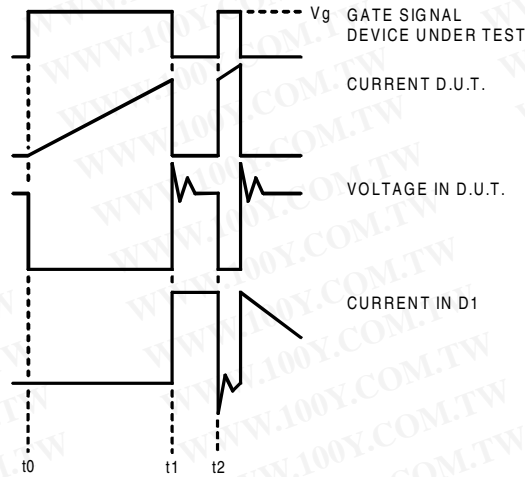 Vg GATE SIGNAL
DEVICE UNDER TEST
CURRENT D.U.T.
VOLTAGE IN D.U.T.
CURRENT IN D1
t0 t1 t2
WWW.100Y.COM.TW